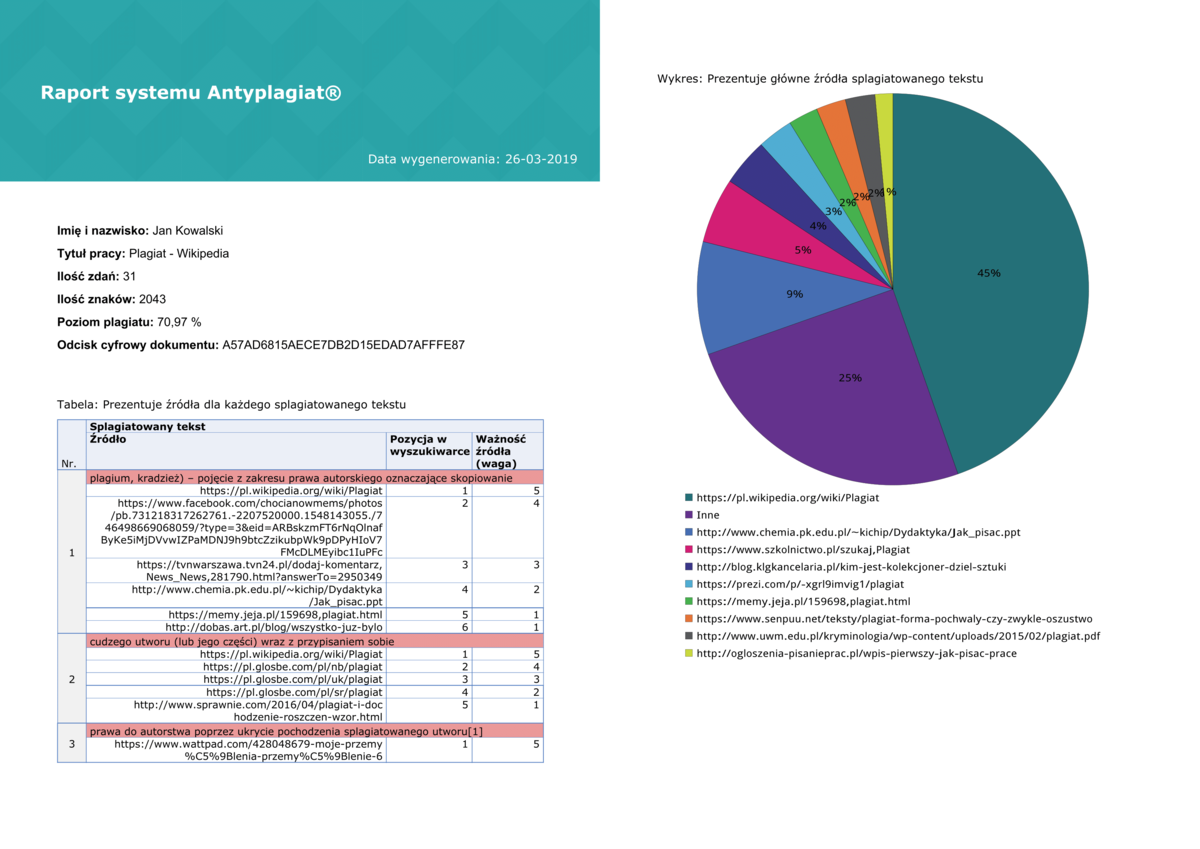 Raport systemu Antyplagiat®
Data wygenerowania: 26-03-2019
Imię i nazwisko: Jan Kowalski
Tytuł pracy: Plagiat - Wikipedia
Ilość zdań: 31
Ilość znaków: 2043
Poziom plagiatu: 70,97 %
Odcisk cyfrowy dokumentu: A57AD6815AECE7DB2D15EDAD7AFFFE87
Tabela: Prezentuje źródła dla każdego splagiatowanego tekstu
Splagiatowany tekst
Nr. Źródło Pozycja w wyszukiwarce Ważność źródła (waga)
1
plagium, kradzież) – pojęcie z zakresu prawa autorskiego oznaczające skopiowanie
https://pl.wikipedia.org/wiki/Plagiat 1 5
https://www.facebook.com/chocianowmems/photos 2 4
/pb.731218317262761.-2207520000.1548143055./7
46498669068059/?type=3&eid=ARBskzmFT6rNqOlnaf
ByKe5iMjDVvwIZPaMDNJ9h9btcZzikubpWk9pDPyHIoV7
FMcDLMEyibc1IuPFc
https://tvnwarszawa.tvn24.pl/dodaj-komentarz, 3 3
News_News,281790.html?answerTo=2950349
http://www.chemia.pk.edu.pl/~kichip/Dydaktyka 4 2
/Jak_pisac.ppt
https://memy.jeja.pl/159698,plagiat.html 5 1
http://dobas.art.pl/blog/wszystko-juz-bylo 6 1
2
cudzego utworu (lub jego części) wraz z przypisaniem sobie
https://pl.wikipedia.org/wiki/Plagiat 1 5
https://pl.glosbe.com/pl/nb/plagiat 2 4
https://pl.glosbe.com/pl/uk/plagiat 3 3
https://pl.glosbe.com/pl/sr/plagiat 4 2
http://www.sprawnie.com/2016/04/plagiat-i-doc 5 1
hodzenie-roszczen-wzor.html
3
prawa do autorstwa poprzez ukrycie pochodzenia splagiatowanego utworu[1]
https://www.wattpad.com/428048679-moje-przemy 1 5
%C5%9Blenia-przemy%C5%9Blenie-6
Wykres: Prezentuje główne źródła splagiatowanego tekstu
45%
25%
9%
5%
4%
3%
2%
2%
2%
https://pl.wikipedia.org/wiki/Plagiat
Inne
http://www.chemia.pk.edu.pl/~kichip/Dydaktyka/Jak_pisac.ppt
https://www.szkolnictwo.pl/szukaj,Plagiat
http://blog.klgkancelaria.pl/kim-jest-kolekcjoner-dziel-sztuki
https://prezi.com/p/-xgrl9imvig1/plagiat
https://memy.jeja.pl/159698,plagiat.html
https://www.senpuu.net/teksty/plagiat-forma-pochwaly-czy-zwykle-oszustwo
http://www.uwm.edu.pl/kryminologia/wp-content/uploads/2015/02/plagiat.pdf
http://ogloszenia-pisanieprac.pl/wpis-pierwszy-jak-pisac-prace